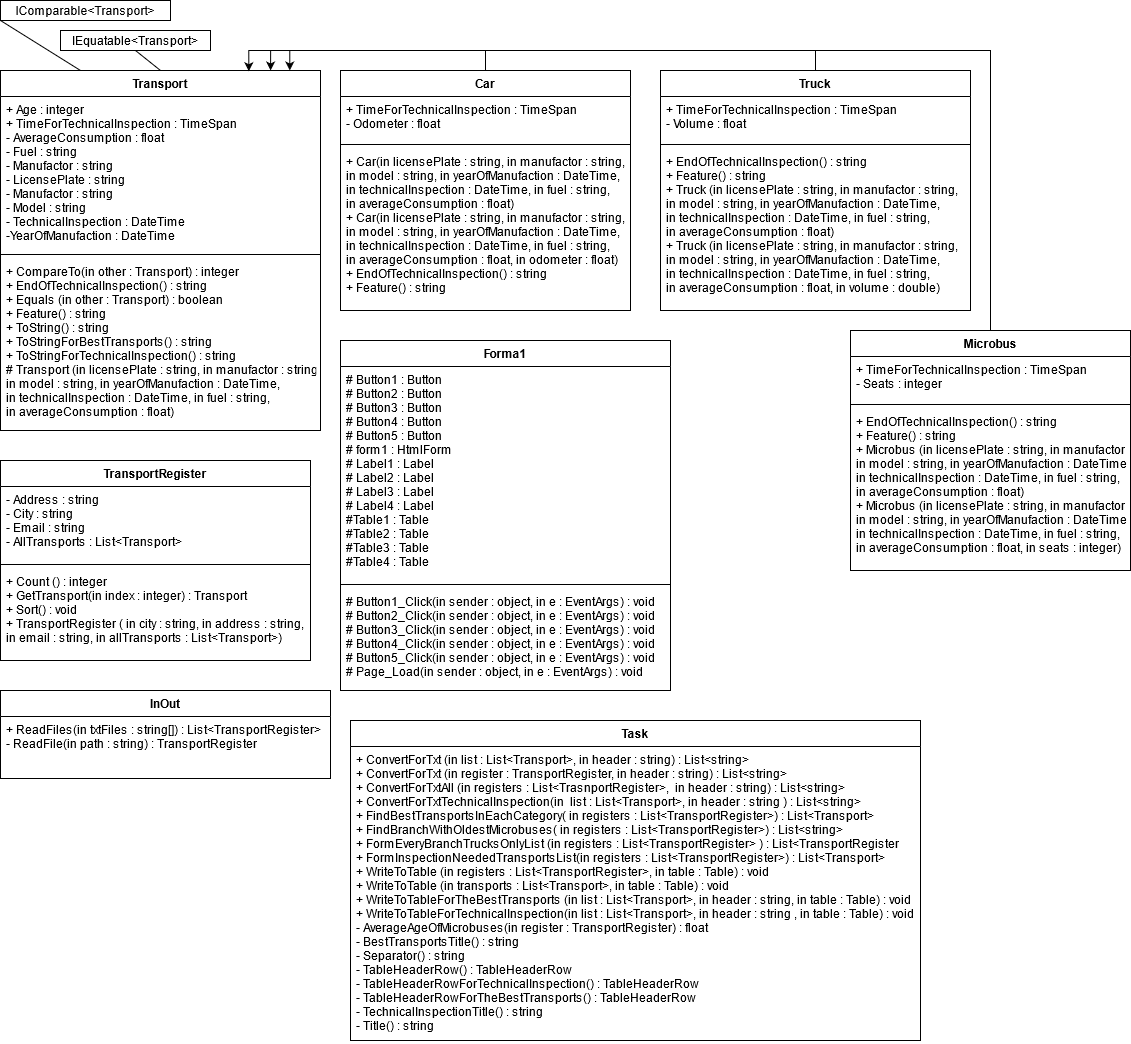 IComparable<Transport>
IEquatable<Transport>
Transport
+ Age : integer
+ TimeForTechnicalInspection : TimeSpan
- AverageConsumption : float
- Fuel : string
- Manufactor : string
- LicensePlate : string
- Manufactor : string
- Model : string
- TechnicalInspection : DateTime
-YearOfManufaction : DateTime
+ CompareTo(in other : Transport) : integer
+ EndOfTechnicalInspection() : string
+ Equals (in other : Transport) : boolean
+ Feature() : string
+ ToString() : string
+ ToStringForBestTransports() : string
+ ToStringForTechnicalInspection() : string
# Transport (in licensePlate : string, in manufactor : string
in model : string, in yearOfManufaction : DateTime,
in technicalInspection : DateTime, in fuel : string,
in averageConsumption : float)
Car
+ TimeForTechnicalInspection : TimeSpan
- Odometer : float
+ Car(in licensePlate : string, in manufactor : string,
in model : string, in yearOfManufaction : DateTime,
in technicalInspection : DateTime, in fuel : string,
in averageConsumption : float)
+ Car(in licensePlate : string, in manufactor : string,
in model : string, in yearOfManufaction : DateTime,
in technicalInspection : DateTime, in fuel : string,
in averageConsumption : float, in odometer : float)
+ EndOfTechnicalInspection() : string
+ Feature() : string
Truck
+ TimeForTechnicalInspection : TimeSpan
- Volume : float
+ EndOfTechnicalInspection() : string
+ Feature() : string
+ Truck (in licensePlate : string, in manufactor : string,
in model : string, in yearOfManufaction : DateTime,
in technicalInspection : DateTime, in fuel : string,
in averageConsumption : float)
+ Truck (in licensePlate : string, in manufactor : string,
in model : string, in yearOfManufaction : DateTime,
in technicalInspection : DateTime, in fuel : string,
in averageConsumption : float, in volume : double)
Microbus
+ TimeForTechnicalInspection : TimeSpan
- Seats : integer
+ EndOfTechnicalInspection() : string
+ Feature() : string
+ Microbus (in licensePlate : string, in manufactor
in model : string, in yearOfManufaction : DateTime
in technicalInspection : DateTime, in fuel : string,
in averageConsumption : float)
+ Microbus (in licensePlate : string, in manufactor
in model : string, in yearOfManufaction : DateTime
in technicalInspection : DateTime, in fuel : string,
in averageConsumption : float, in seats : integer)
Forma1
# Button1 : Button
# Button2 : Button
# Button3 : Button
# Button4 : Button
# Button5 : Button
# form1 : HtmlForm
# Label1 : Label
# Label2 : Label
# Label3 : Label
# Label4 : Label
#Table1 : Table
#Table2 : Table
#Table3 : Table
#Table4 : Table
# Button1_Click(in sender : object, in e : EventArgs) : void
# Button2_Click(in sender : object, in e : EventArgs) : void
# Button3_Click(in sender : object, in e : EventArgs) : void
# Button4_Click(in sender : object, in e : EventArgs) : void
# Button5_Click(in sender : object, in e : EventArgs) : void
# Page_Load(in sender : object, in e : EventArgs) : void
TransportRegister
- Address : string
- City : string
- Email : string
- AllTransports : List<Transport>
+ Count () : integer
+ GetTransport(in index : integer) : Transport
+ Sort() : void
+ TransportRegister ( in city : string, in address : string,
in email : string, in allTransports : List<Transport>)
InOut
+ ReadFiles(in txtFiles : string[]) : List<TransportRegister>
- ReadFile(in path : string) : TransportRegister
Task
+ ConvertForTxt (in list : List<Transport>, in header : string) : List<string>
+ ConvertForTxt (in register : TransportRegister, in header : string) : List<string>
+ ConvertForTxtAll (in registers : List<TrasnportRegister>, in header : string) : List<string>
+ ConvertForTxtTechnicalInspection(in list : List<Transport>, in header : string ) : List<string>
+ FindBestTransportsInEachCategory( in registers : List<TransportRegister>) : List<Transport>
+ FindBranchWithOldestMicrobuses( in registers : List<TransportRegister>) : List<string>
+ FormEveryBranchTrucksOnlyList (in registers : List<TransportRegister> ) : List<TransportRegister
+ FormInspectionNeededTransportsList(in registers : List<TransportRegister>) : List<Transport>
+ WriteToTable (in registers : List<TransportRegister>, in table : Table) : void
+ WriteToTable (in transports : List<Transport>, in table : Table) : void
+ WriteToTableForTheBestTransports (in list : List<Transport>, in header : string, in table : Table) : void
+ WriteToTableForTechnicalInspection(in list : List<Transport>, in header : string , in table : Table) : void
- AverageAgeOfMicrobuses(in register : TransportRegister) : float
- BestTransportsTitle() : string
- Separator() : string
- TableHeaderRow() : TableHeaderRow
- TableHeaderRowForTechnicalInspection() : TableHeaderRow
- TableHeaderRowForTheBestTransports() : TableHeaderRow
- TechnicalInspectionTitle() : string
- Title() : string